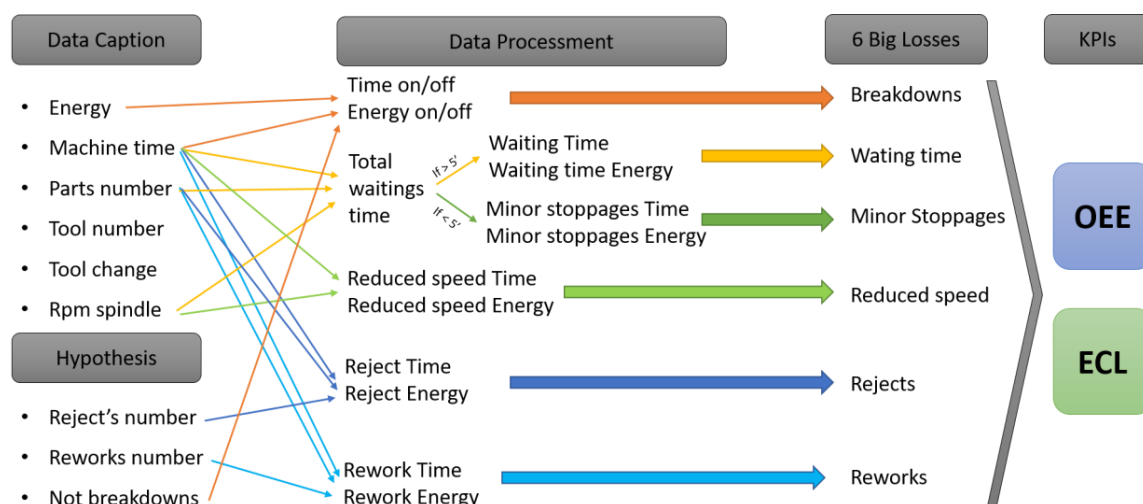 Data Caption
Data Processment
6 Big Losses
KPIs
• Energy
• Machine time
• Parts number
• Tool number
• Tool change
• Rpm spindle
Hypothesis
• Reject’s number
• Reworks number
• Not breakdowns
Time on/off
Energy on/off
Total
waitings
time
If > 5'
If < 5'
Waiting Time
Waiting time Energy
Minor stoppages Time
Minor stoppages Energy
Reduced speed Time
Reduced speed Energy
Reject Time
Reject Energy
Rework Time
Rework Energy
Breakdowns
Wating time
Minor Stoppages
Reduced speed
Rejects
Reworks
OEE
ECL